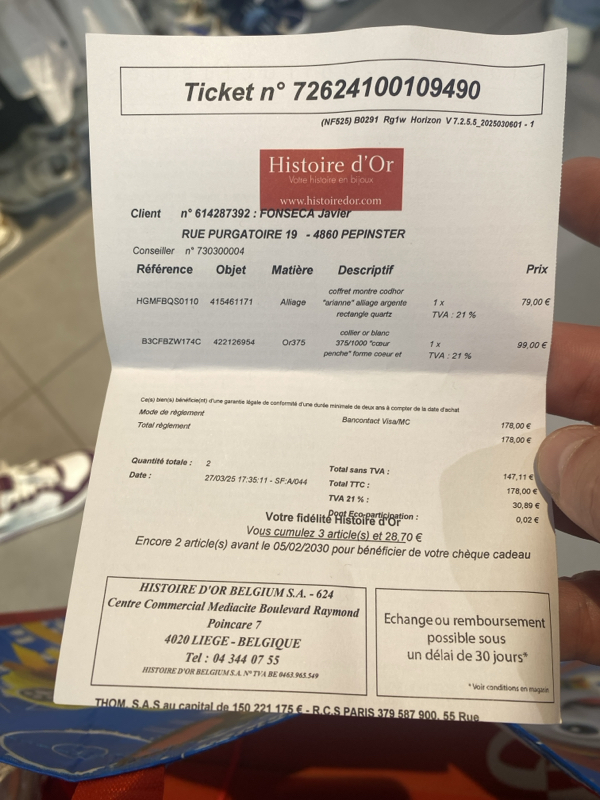 Ticket n° 72624100109490
(NF525) B0291 Rg1w Horizon V 7.2.5.5_2025030601 - 1
Histoire d'Or
Votre histoire en bijoux
www.histoiredor.com
Client n° 614287392 : FONSECA Javier
RUE PURGATOIRE 19 - 4860 PEPINSTER
Conseiller n° 730300004
Référence Objet Matière Descriptif Prix
HGMFBQS0110 415461171 Alliage coffret montre codhor "arianne" alliage argente rectangle quartz 1 x TVA : 21 % 79,00 €
B3CFBZW174C 422126954 Or375 collier or blanc 375/1000 "cœur periche" forme coeur et 1 x TVA : 21 % 99,00 €
Ce(s) bien(s) bénéficie(nt) d'une garantie légale de conformité d'une durée minimale de deux ans à compter de la date d'achat
Mode de règlement Bancontact Visa/MC 178,00 €
Total règlement 178,00 €
Quantité totale : 2 Total sans TVA : 147,11 €
Date : 27/03/25 17:35:11 - SF:A/044 Total TTC : 178,00 €
TVA 21 % : 30,89 €
Dont Eco-participation : 0,02 €
Votre fidélité Histoire d'Or
Vous cumulez 3 article(s) et 28,70 €
Encore 2 article(s) avant le 05/02/2030 pour bénéficier de votre chèque cadeau
HISTOIRE D'OR BELGIUM S.A. - 624
Centre Commercial Mediacite Boulevard Raymond
Poincare 7
4020 LIEGE - BELGIQUE
Tel : 04 344 07 55
HISTOIRE D'OR BELGIUM S.A. N° TVA BE 0463.965.549
Echange ou remboursement
possible sous
un délai de 30 jours*
* Voir conditions en magasin
THOM, S.A.S au capital de 150 221 175 € - R.C.S PARIS 379 587 900, 55 Rue